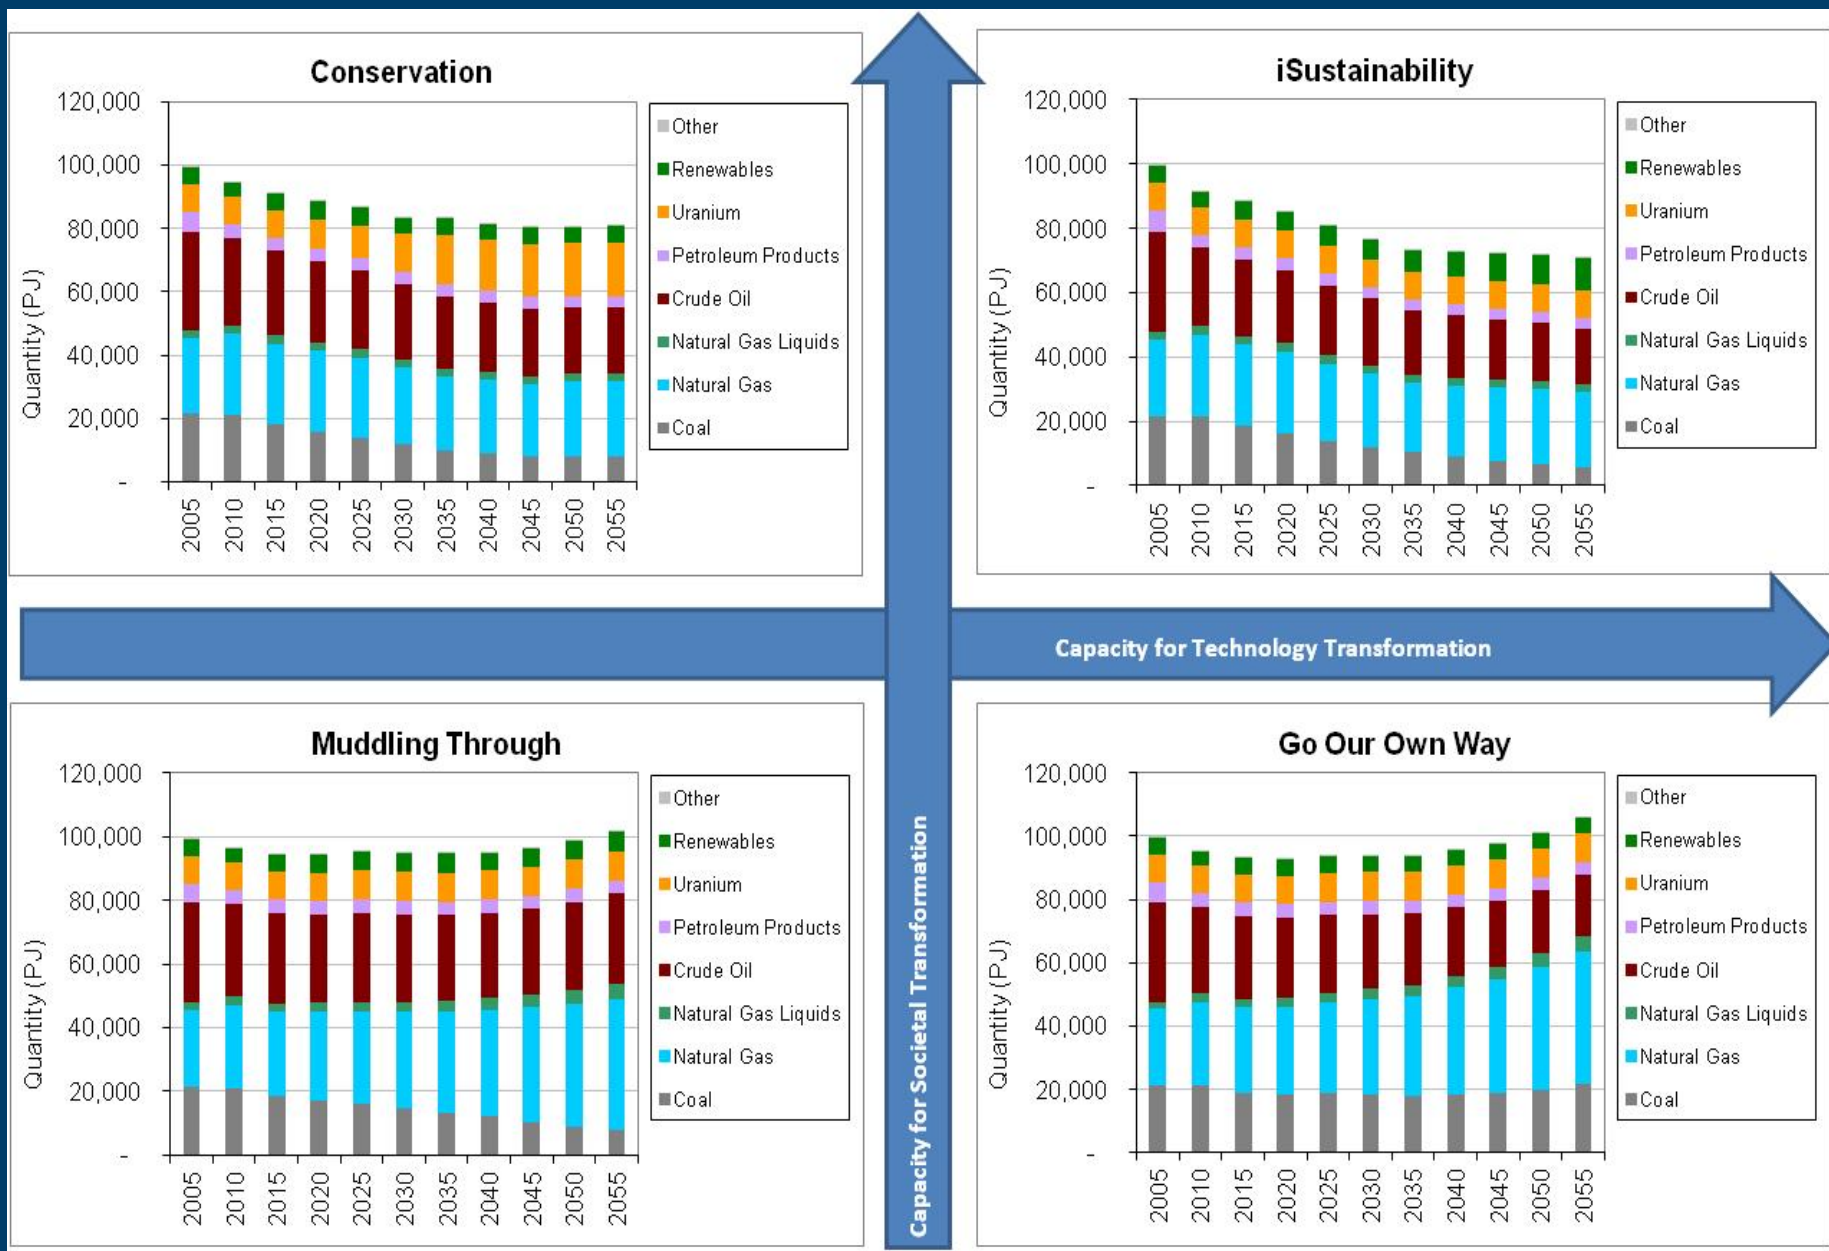 Conservation
120,000
100,000
80,000
60,000
40,000
20,000
-
Quantity (PJ)
2005 2010 2015 2020 2025 2030 2035 2040 2045 2050 2055
Other
Renewables
Uranium
Petroleum Products
Crude Oil
Natural Gas Liquids
Natural Gas
Coal
iSustainability
120,000
100,000
80,000
60,000
40,000
20,000
-
Quantity (PJ)
2005 2010 2015 2020 2025 2030 2035 2040 2045 2050 2055
Other
Renewables
Uranium
Petroleum Products
Crude Oil
Natural Gas Liquids
Natural Gas
Coal
Capacity for Technology Transformation
Capacity for Societal Transformation
Muddling Through
120,000
100,000
80,000
60,000
40,000
20,000
-
Quantity (PJ)
2005 2010 2015 2020 2025 2030 2035 2040 2045 2050 2055
Other
Renewables
Uranium
Petroleum Products
Crude Oil
Natural Gas Liquids
Natural Gas
Coal
Go Our Own Way
120,000
100,000
80,000
60,000
40,000
20,000
-
Quantity (PJ)
2005 2010 2015 2020 2025 2030 2035 2040 2045 2050 2055
Other
Renewables
Uranium
Petroleum Products
Crude Oil
Natural Gas Liquids
Natural Gas
Coal